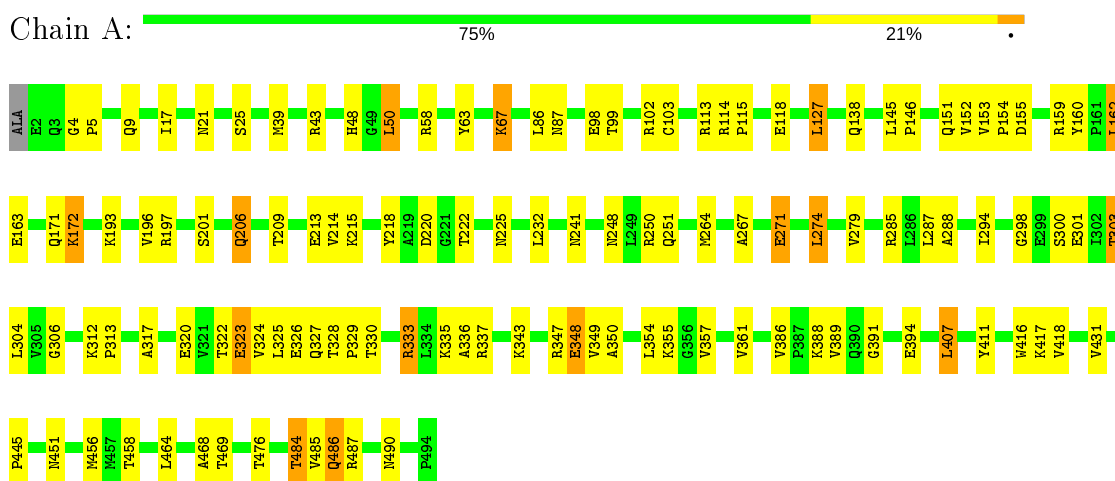 Chain A:
75% 21% •
ALA E2 Q3 G4 P5 Q9 I17 N21 S25 M39 R43 H48 G49 L50 R58 Y63 K67 L86 N87 E98 T99 R102 C103 R113 R114 P115 E118 L127 Q138 L145 P146 Q151 V152 V153 P154 D155 R159 Y160 P161 L162
E163 Q171 K172 K193 V196 R197 S201 Q206 T209 E213 V214 K215 Y218 A219 D220 G221 T222 N225 L232 N241 N248 L249 R250 Q251 M264 A267 E271 L274 V279 R285 L286 L287 A288 I294 G298 E299 S300 E301 I302 T303
L304 V305 G306 K312 P313 A317 E320 V321 T322 E323 V324 L325 E326 Q327 T328 P329 T330 R333 L334 K335 A336 R337 K343 R347 E348 V349 A350 L354 K355 G356 V357 V361 V386 P387 K388 V389 Q390 G391 E394 L407 Y411 W416 K417 V418 V431
P445 N451 M456 M457 T458 L464 A468 T469 T476 T484 V485 Q486 R487 N490 P494